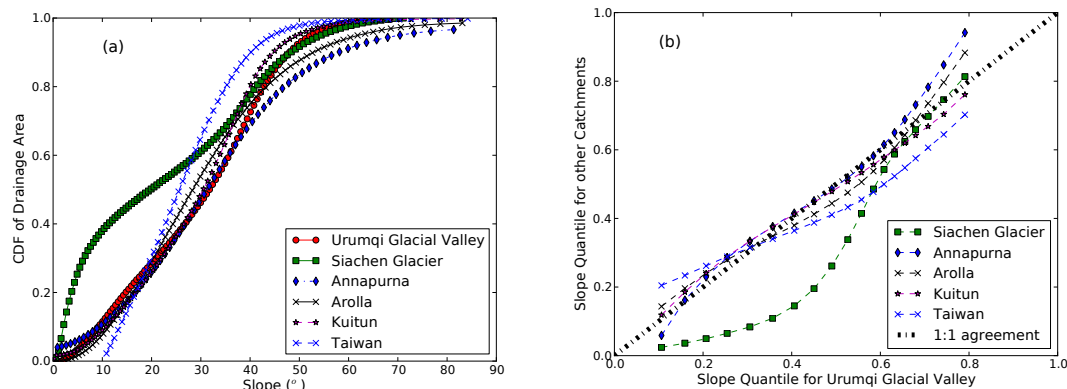 (a)
CDF of Drainage Area
1.0
0.8
0.6
0.4
0.2
0.0
0 10 20 30 40 50 60 70 80 90
Slope (°)
Urumqi Glacial Valley
Siachen Glacier
Annapurna
Arolla
Kuitun
Taiwan
(b)
Slope Quantile for other Catchments
1.0
0.8
0.6
0.4
0.2
0.0
0.0 0.2 0.4 0.6 0.8 1.0
Slope Quantile for Urumqi Glacial Valley
Siachen Glacier
Annapurna
Arolla
Kuitun
Taiwan
1:1 agreement